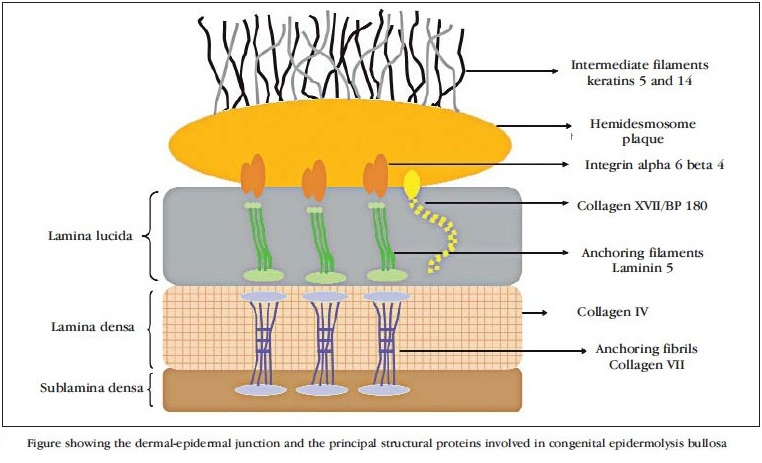 Intermediate filaments
keratins 5 and 14
Hemidesmosome
plaque
Integrin alpha 6 beta 4
Collagen XVII/BP 180
Lamina lucida
Anchoring filaments
Laminin 5
Collagen IV
Lamina densa
Anchoring fibrils
Collagen VII
Sublamina densa
Figure showing the dermal-epidermal junction and the principal structural proteins involved in congenital epidermolysis bullosa